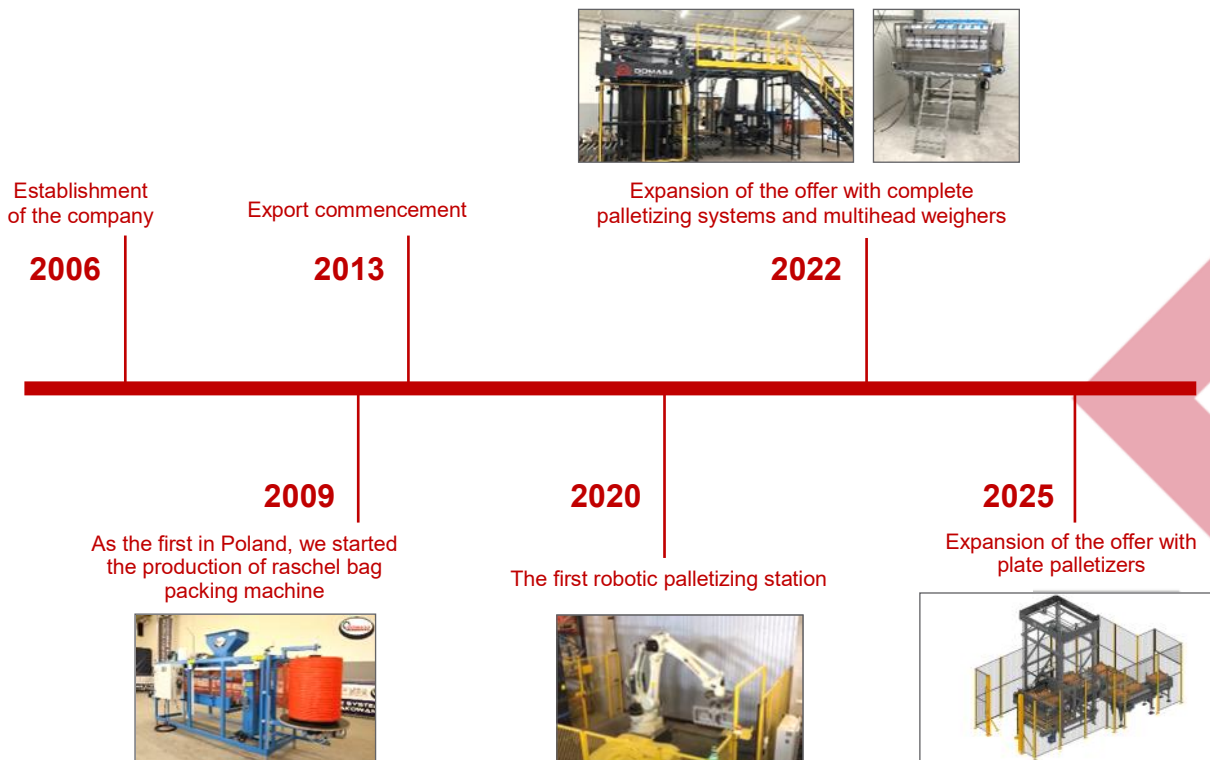 DOMASZ
Establishment
of the company
2006
Export commencement
2013
Expansion of the offer with complete
palletizing systems and multihead weighers
2022
2009
As the first in Poland, we started
the production of raschel bag
packing machine
2020
The first robotic palletizing station
2025
Expansion of the offer with
plate palletizers